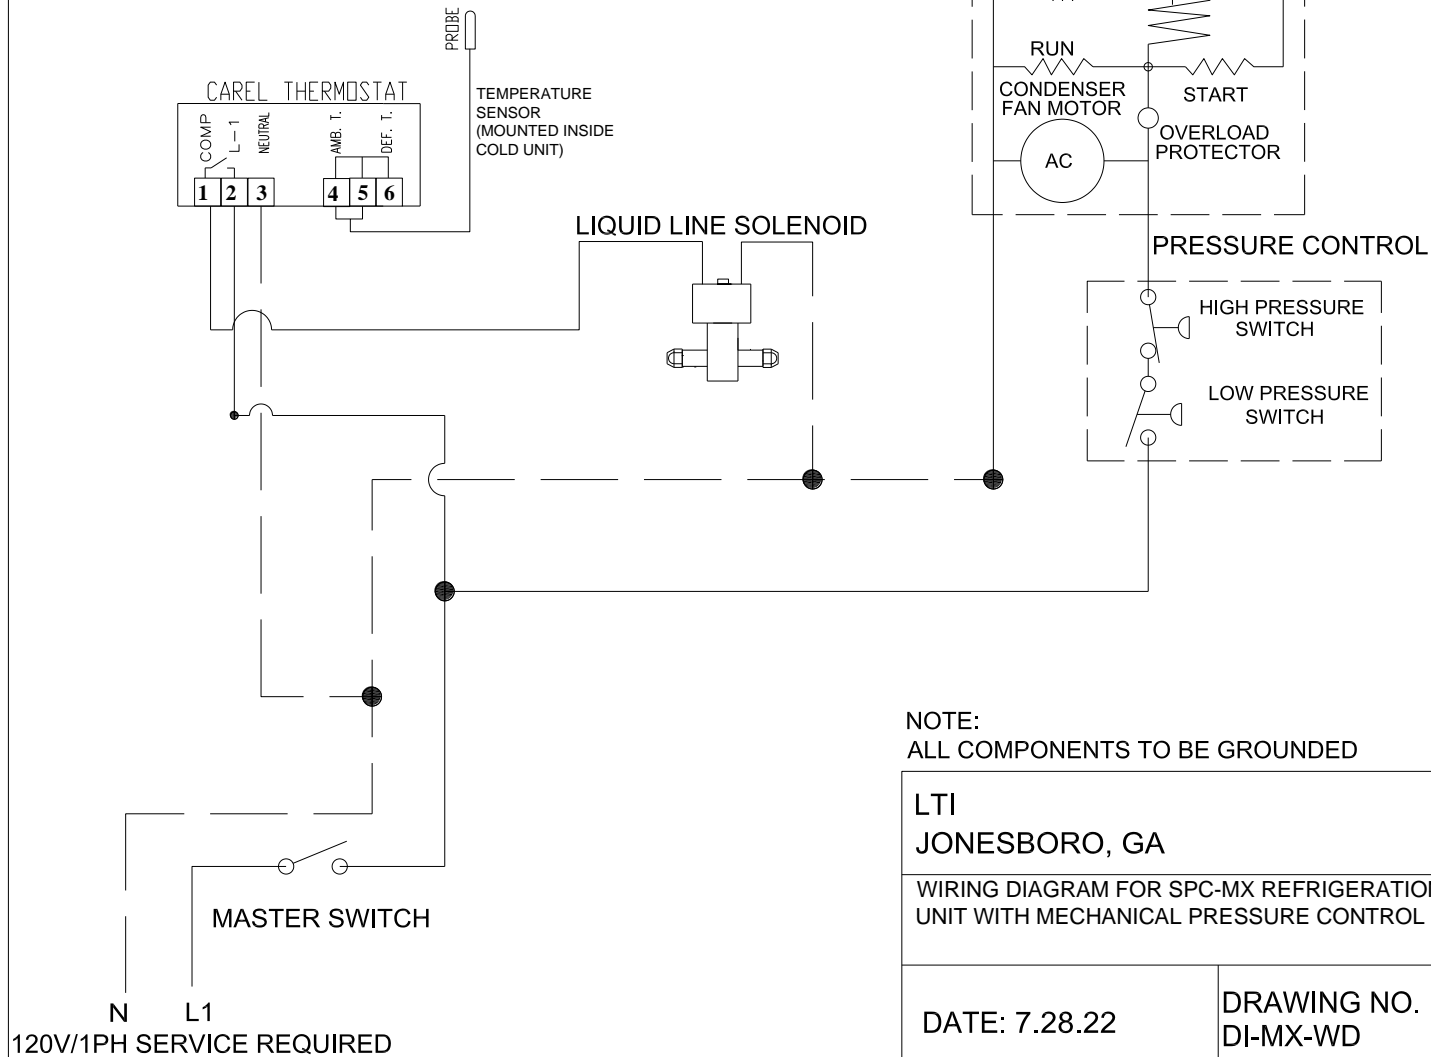 PROBE
CAREL THERMOSTAT
COMP
L-1
NEUTRAL
AMB. T.
DEF. T.
1 2 3 4 5 6
TEMPERATURE
SENSOR
(MOUNTED INSIDE
COLD UNIT)
RUN
CONDENSER
FAN MOTOR
START
AC
OVERLOAD
PROTECTOR
LIQUID LINE SOLENOID
PRESSURE CONTROL
HIGH PRESSURE
SWITCH
LOW PRESSURE
SWITCH
MASTER SWITCH
N L1
120V/1PH SERVICE REQUIRED
NOTE:
ALL COMPONENTS TO BE GROUNDED
LTI
JONESBORO, GA
WIRING DIAGRAM FOR SPC-MX REFRIGERATION
UNIT WITH MECHANICAL PRESSURE CONTROL
DATE: 7.28.22
DRAWING NO.
DI-MX-WD